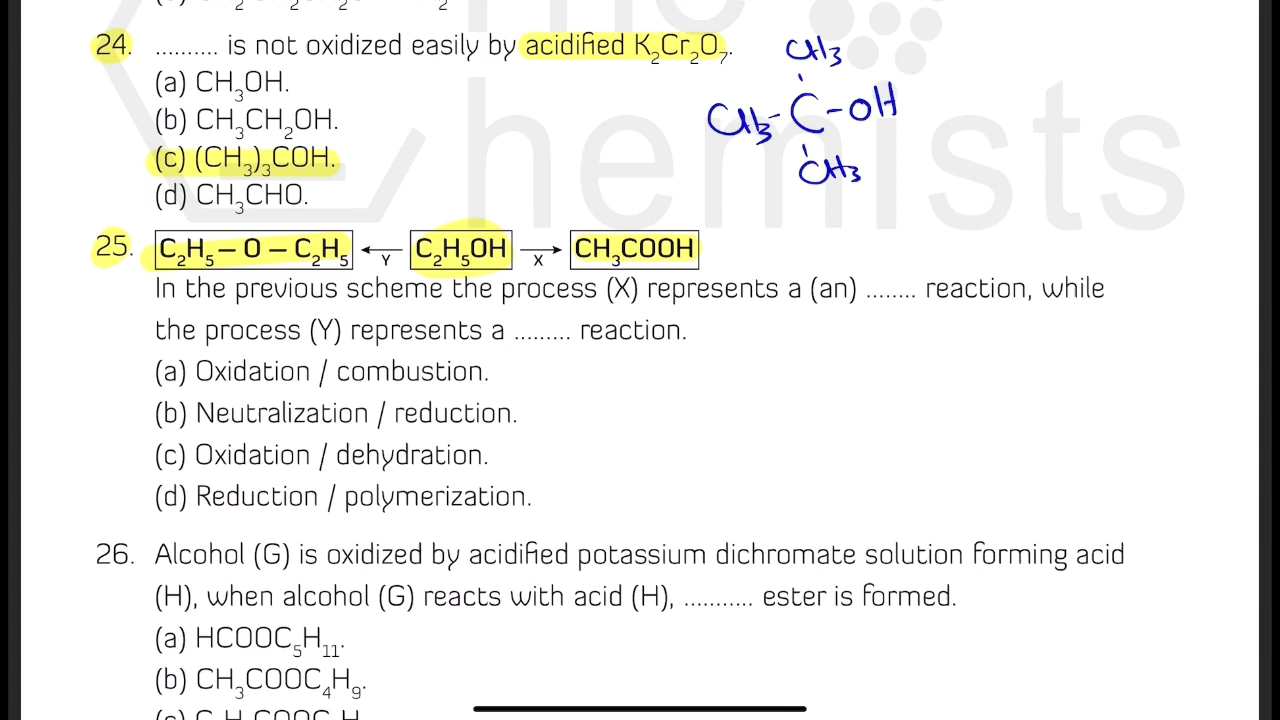 24. .......... is not oxidized easily by acidified K₂Cr₂O₇.
(a) CH₃OH.
(b) CH₃CH₂OH.
(c) (CH₃)₃COH.
(d) CH₃CHO.
CH₃
CH₃-C-OH
CH₃
25. C₂H₅ – O – C₂H₅ ← Y C₂H₅OH → X CH₃COOH
In the previous scheme the process (X) represents a (an) ........ reaction, while
the process (Y) represents a ......... reaction.
(a) Oxidation / combustion.
(b) Neutralization / reduction.
(c) Oxidation / dehydration.
(d) Reduction / polymerization.
26. Alcohol (G) is oxidized by acidified potassium dichromate solution forming acid
(H), when alcohol (G) reacts with acid (H), ........... ester is formed.
(a) HCOOC₅H₁₁.
(b) CH₃COOC₄H₉.
The
hemists